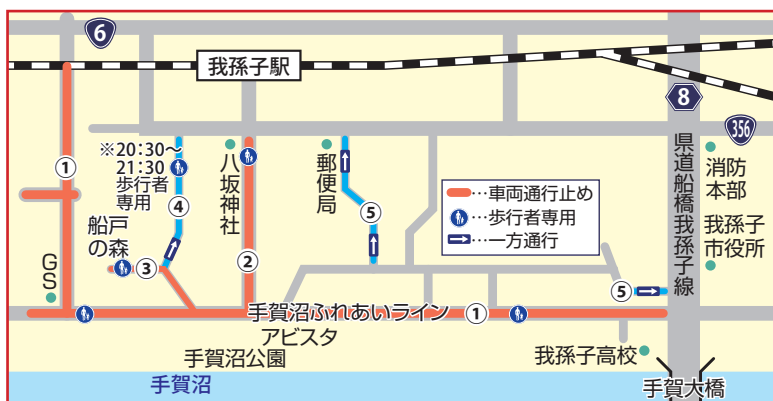 6
我孫子駅
8
356
①
※20:30〜
21:30
歩行者
専用
④
八坂神社
郵便局
⑤
…車両通行止め
…歩行者専用
…一方通行
県道船橋我孫子線
消防
本部
我孫子
市役所
船戸
の森
③
②
GS
⑤
手賀沼ふれあいライン
①
アビスタ
手賀沼公園
我孫子高校
手賀沼
手賀大橋